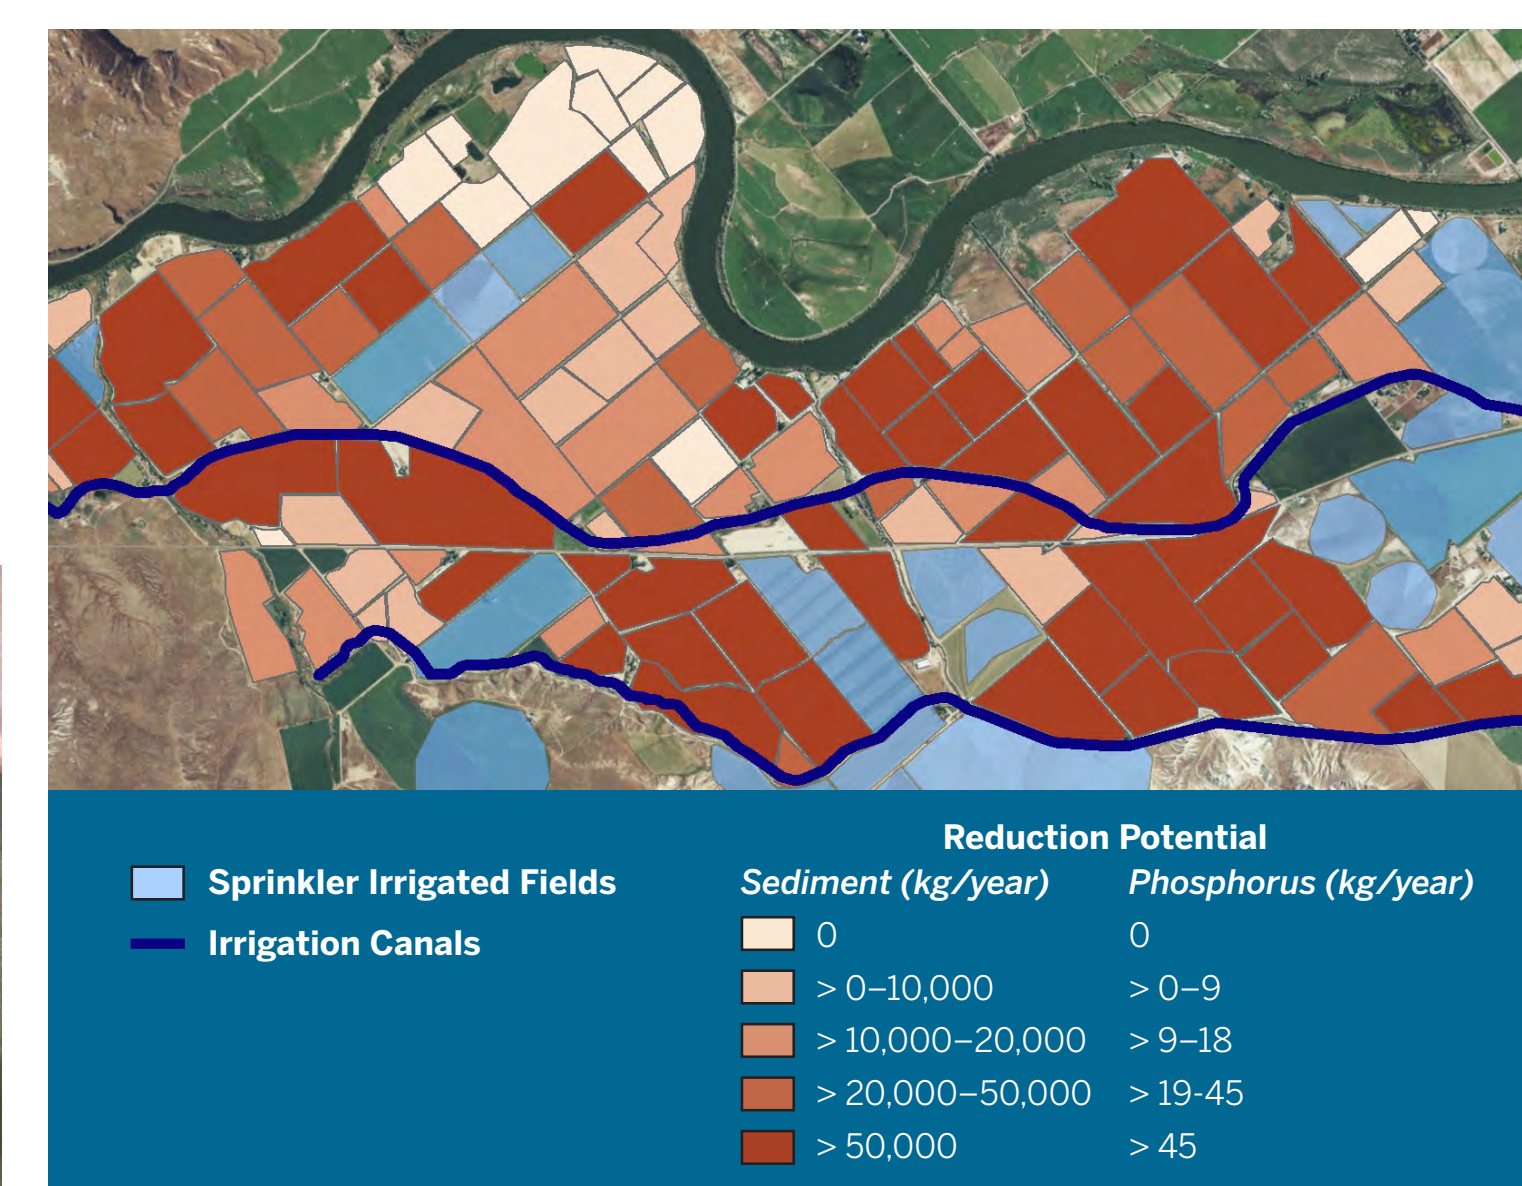 Reduction Potential
Sprinkler Irrigated Fields
Irrigation Canals
Sediment (kg/year) Phosphorus (kg/year)
0 0
> 0–10,000 > 0–9
> 10,000–20,000 > 9–18
> 20,000–50,000 > 19-45
> 50,000 > 45